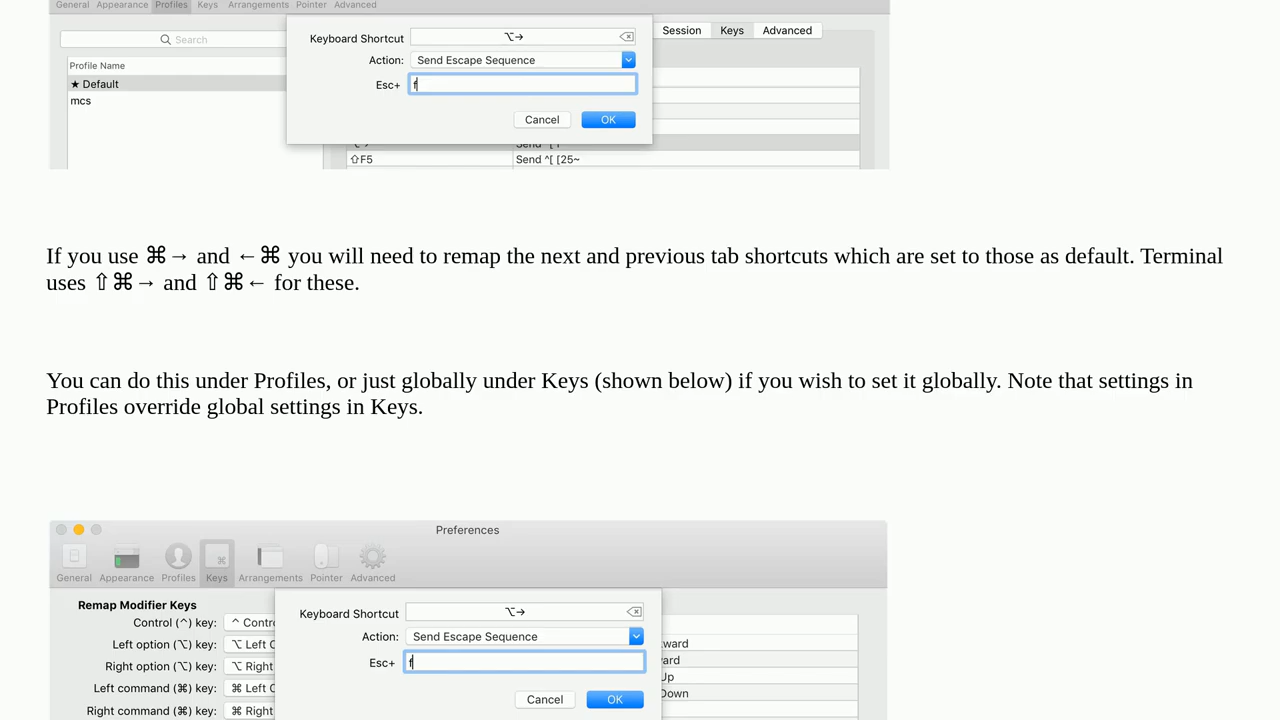 General Appearance Profiles Keys Arrangements Pointer Advanced
Search
Profile Name
★ Default
mcs
Keyboard Shortcut ⌥→
Action: Send Escape Sequence
Esc+ f
Cancel OK
Session Keys Advanced
⇧F5 Send ^[ [25~
If you use ⌘→ and ←⌘ you will need to remap the next and previous tab shortcuts which are set to those as default. Terminal
uses ⇧⌘→ and ⇧⌘← for these.
You can do this under Profiles, or just globally under Keys (shown below) if you wish to set it globally. Note that settings in
Profiles override global settings in Keys.
Preferences
General Appearance Profiles Keys Arrangements Pointer Advanced
Remap Modifier Keys
Control (^) key: ^ Contr
Left option (⌥) key: ⌥ Left O
Right option (⌥) key: ⌥ Right
Left command (⌘) key: ⌘ Left C
Right command (⌘) key: ⌘ Right
Keyboard Shortcut ⌥→
Action: Send Escape Sequence
Esc+ f
Cancel OK
ward
ard
Up
Down